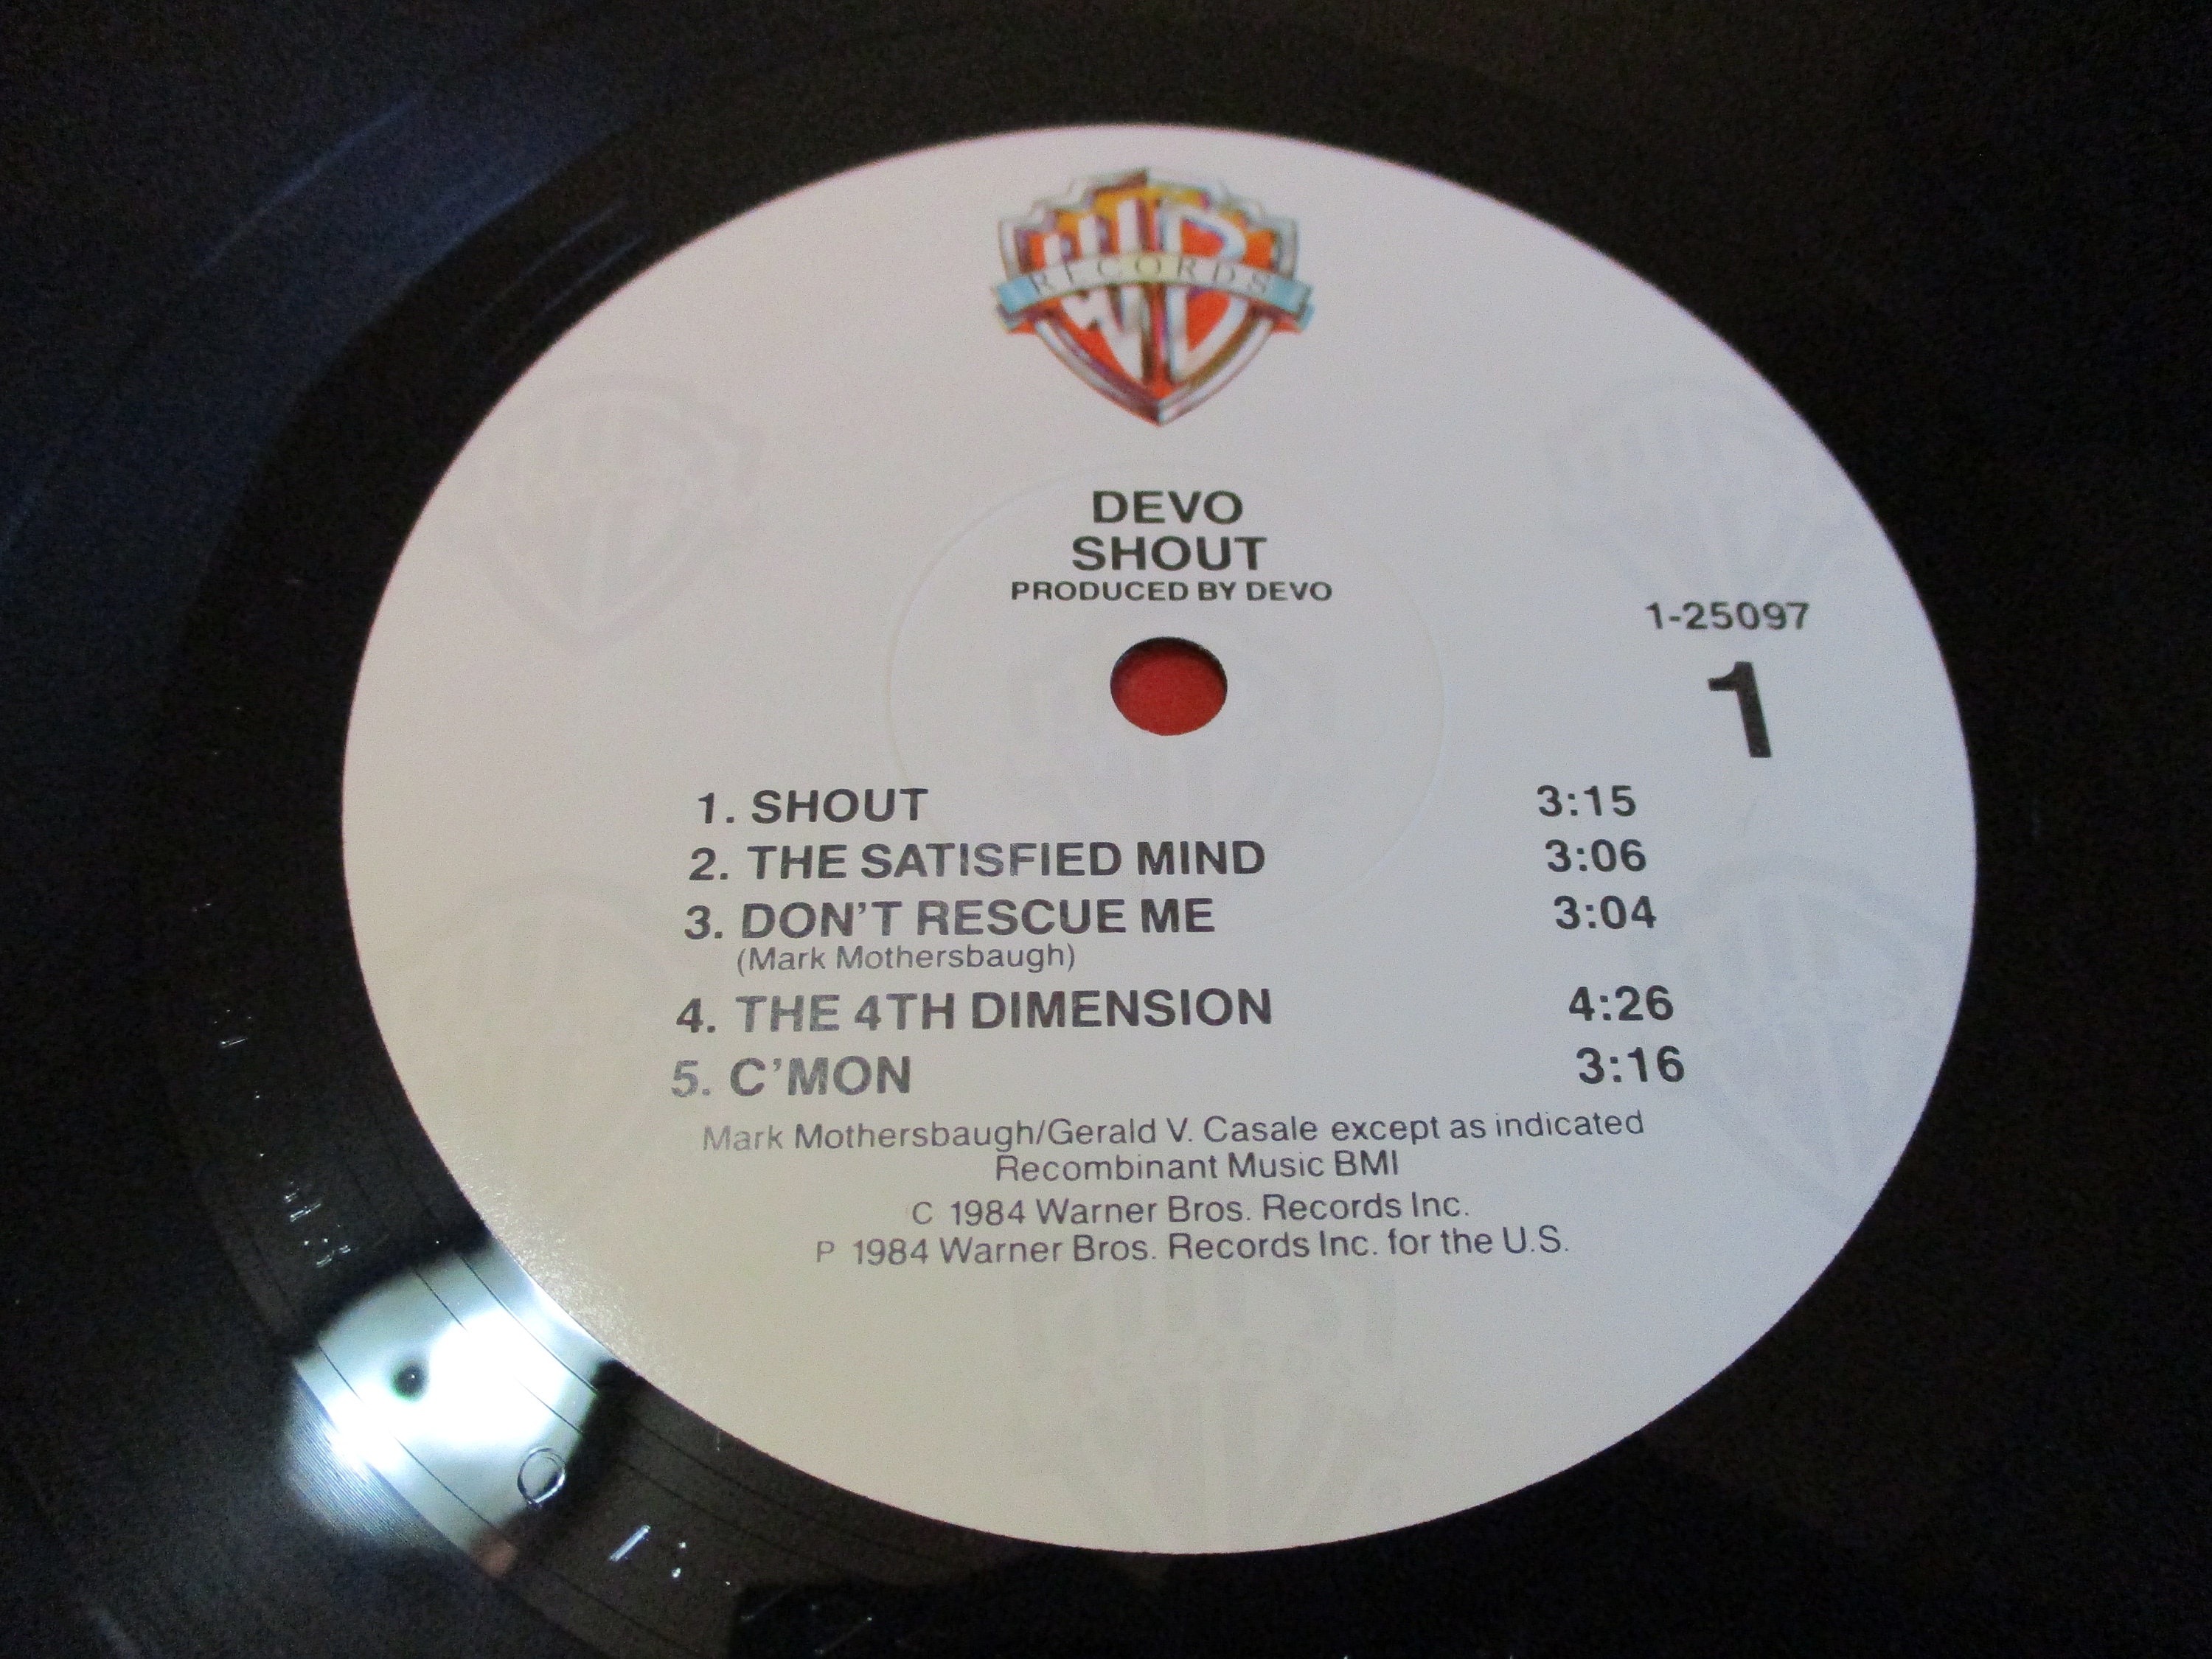 WB
RECORDS
DEVO
SHOUT
PRODUCED BY DEVO
1-25097
1
1. SHOUT 3:15
2. THE SATISFIED MIND 3:06
3. DON'T RESCUE ME 3:04
(Mark Mothersbaugh)
4. THE 4TH DIMENSION 4:26
5. C'MON 3:16
Mark Mothersbaugh/Gerald V. Casale except as indicated
Recombinant Music BMI
C 1984 Warner Bros. Records Inc.
P 1984 Warner Bros. Records Inc. for the U.S.